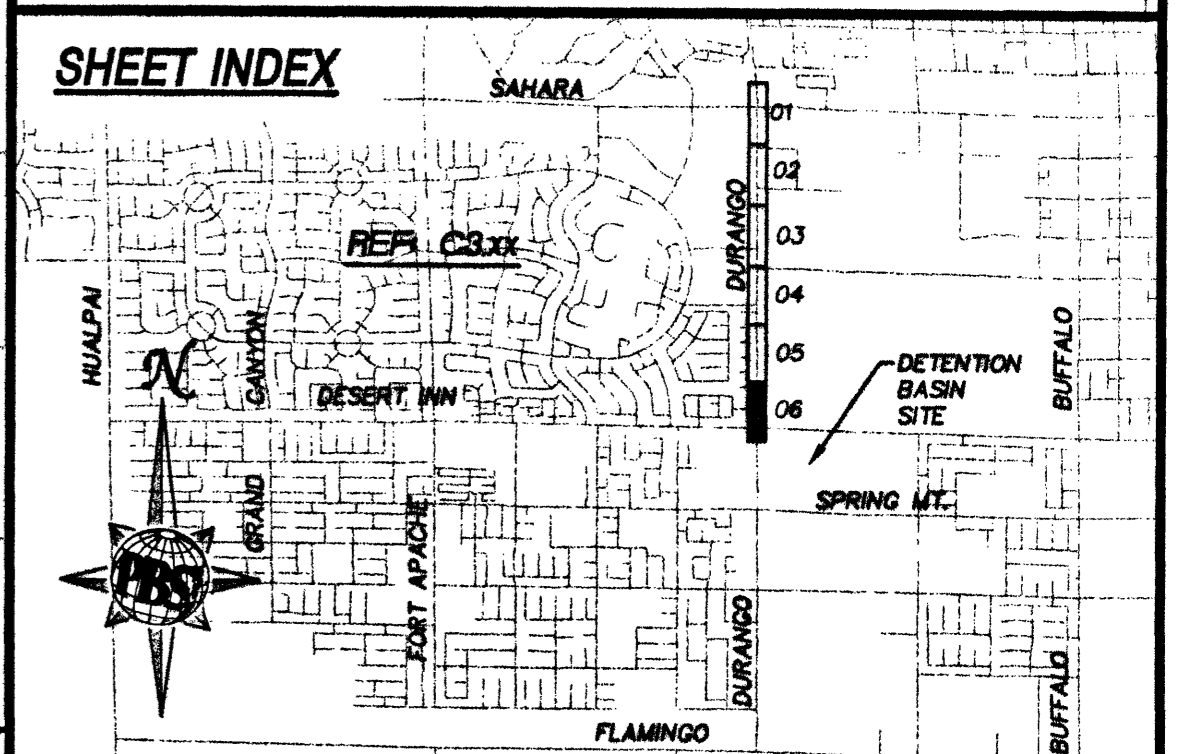 SHEET INDEX
SAHARA
01
02
DURANGO
REF: C3.xx
03
04
HUALPAI
CANYON
BUFFALO
N
05
DETENTION
BASIN
SITE
DESERT INN
06
GRAND
SPRING MT.
FORT APACHE
PBSJ
DURANGO
BUFFALO
FLAMINGO